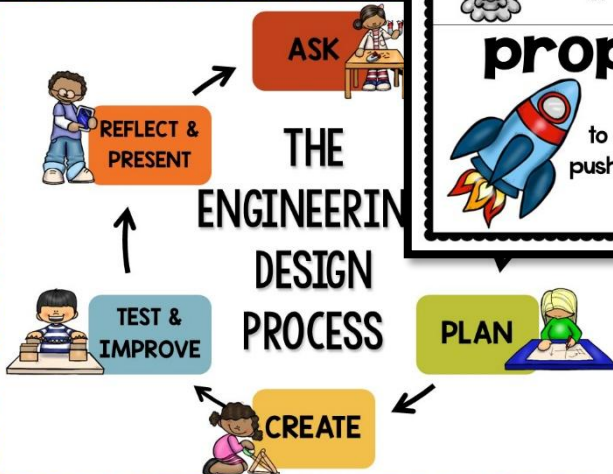 ASK
REFLECT &
PRESENT
THE
ENGINEERIN
DESIGN
PROCESS
TEST &
IMPROVE
PLAN
CREATE
prop
to
push